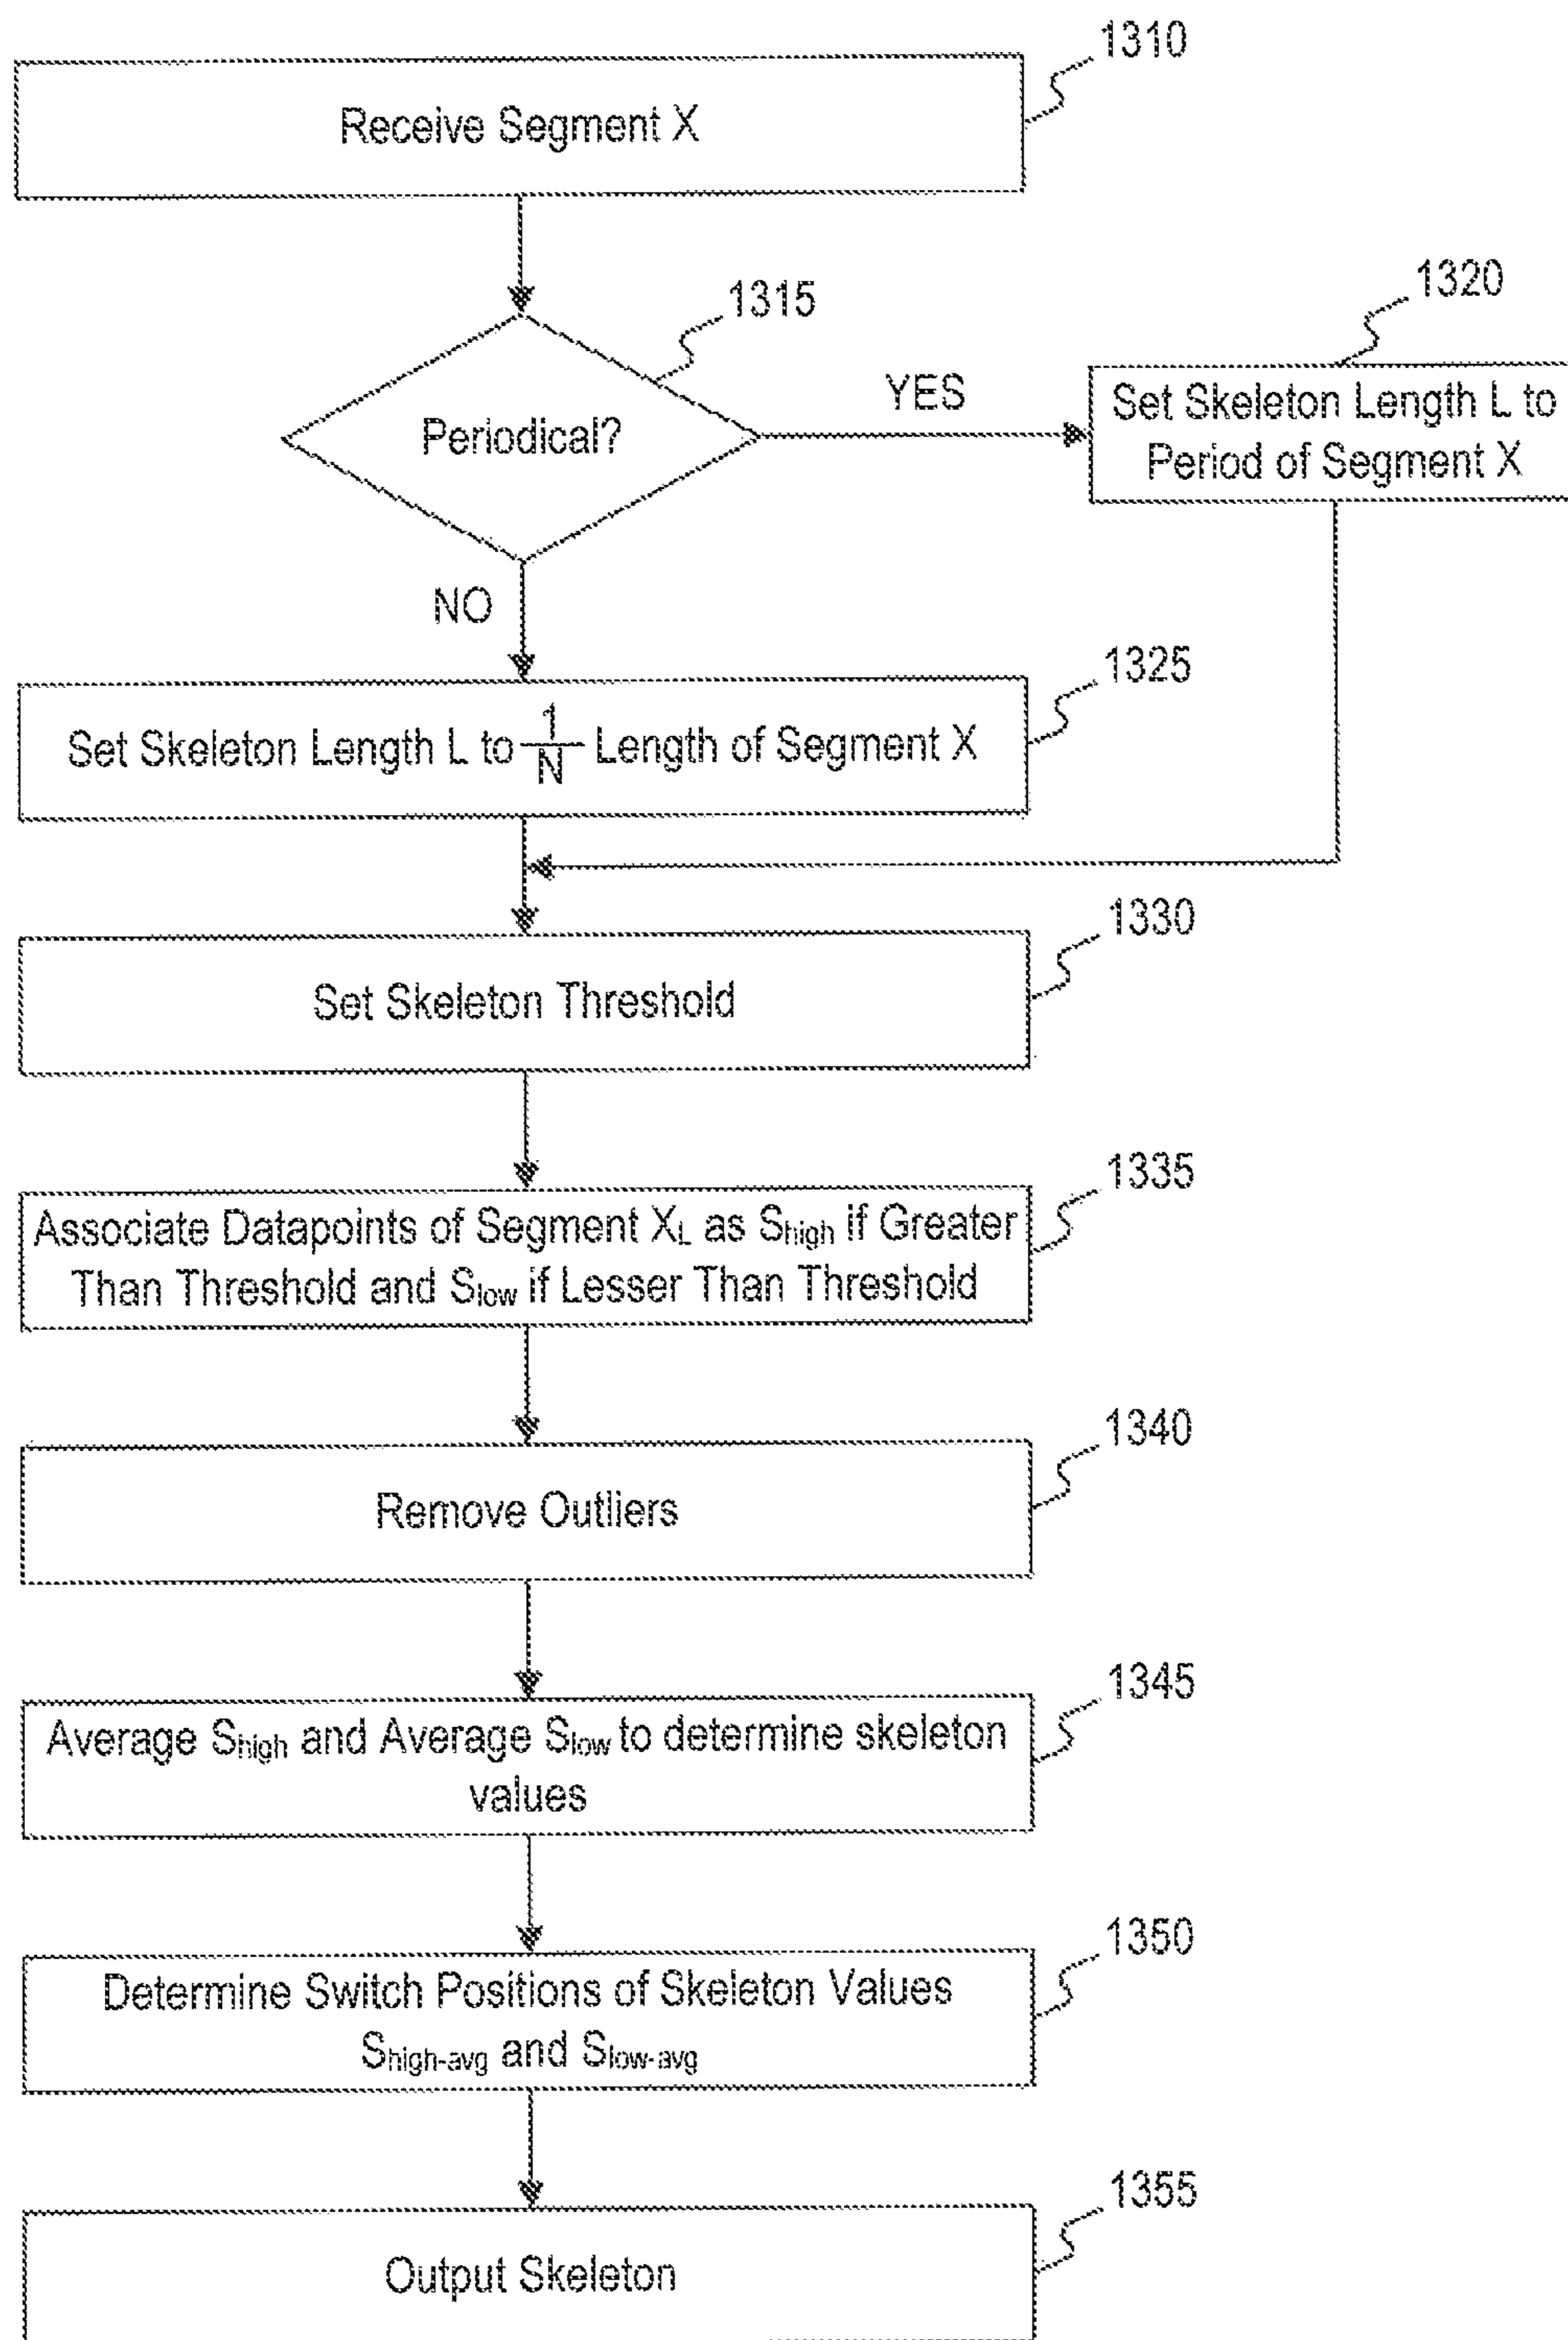 1310
Receive Segment X
1315
Periodical?
YES
1320
Set Skeleton Length L to
Period of Segment X
NO
1325
Set Skeleton Length L to 1/N Length of Segment X
1330
Set Skeleton Threshold
1335
Associate Datapoints of Segment XL as Shigh if Greater
Than Threshold and Slow if Lesser Than Threshold
1340
Remove Outliers
1345
Average Shigh and Average Slow to determine skeleton
values
1350
Determine Switch Positions of Skeleton Values
Shigh-avg and Slow-avg
1355
Output Skeleton